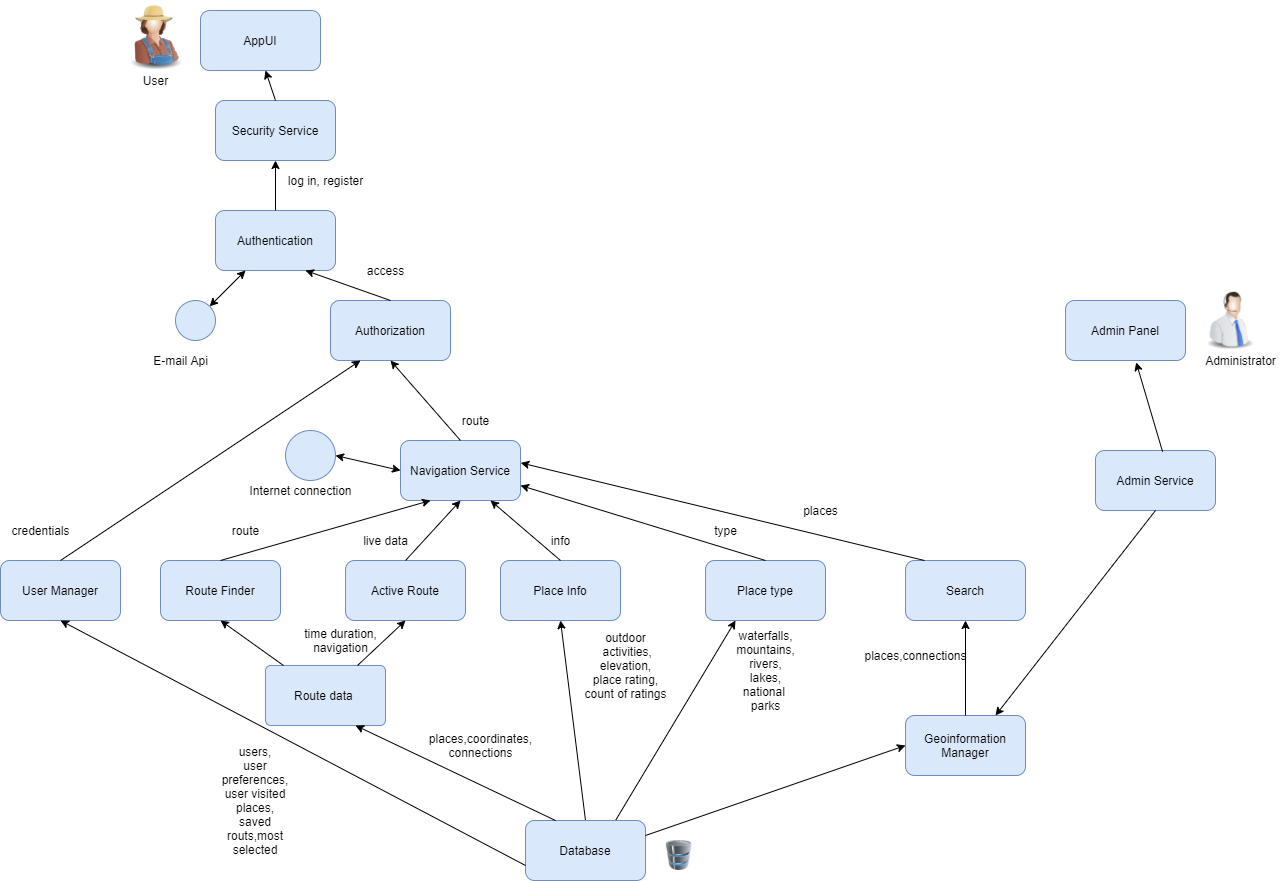 AppUI
User
Security Service
log in, register
Authentication
access
E-mail Api
Authorization
Admin Panel
Administrator
route
Navigation Service
Internet connection
Admin Service
credentials
route
live data
info
type
places
User Manager
Route Finder
Active Route
Place Info
Place type
Search
time duration,
navigation
outdoor
activities,
elevation,
place rating,
count of ratings
waterfalls,
mountains,
rivers,
lakes,
national
parks
places,connections
Route data
places,coordinates,
connections
Geoinformation
Manager
users,
user
preferences,
user visited
places,
saved
routs,most
selected
Database